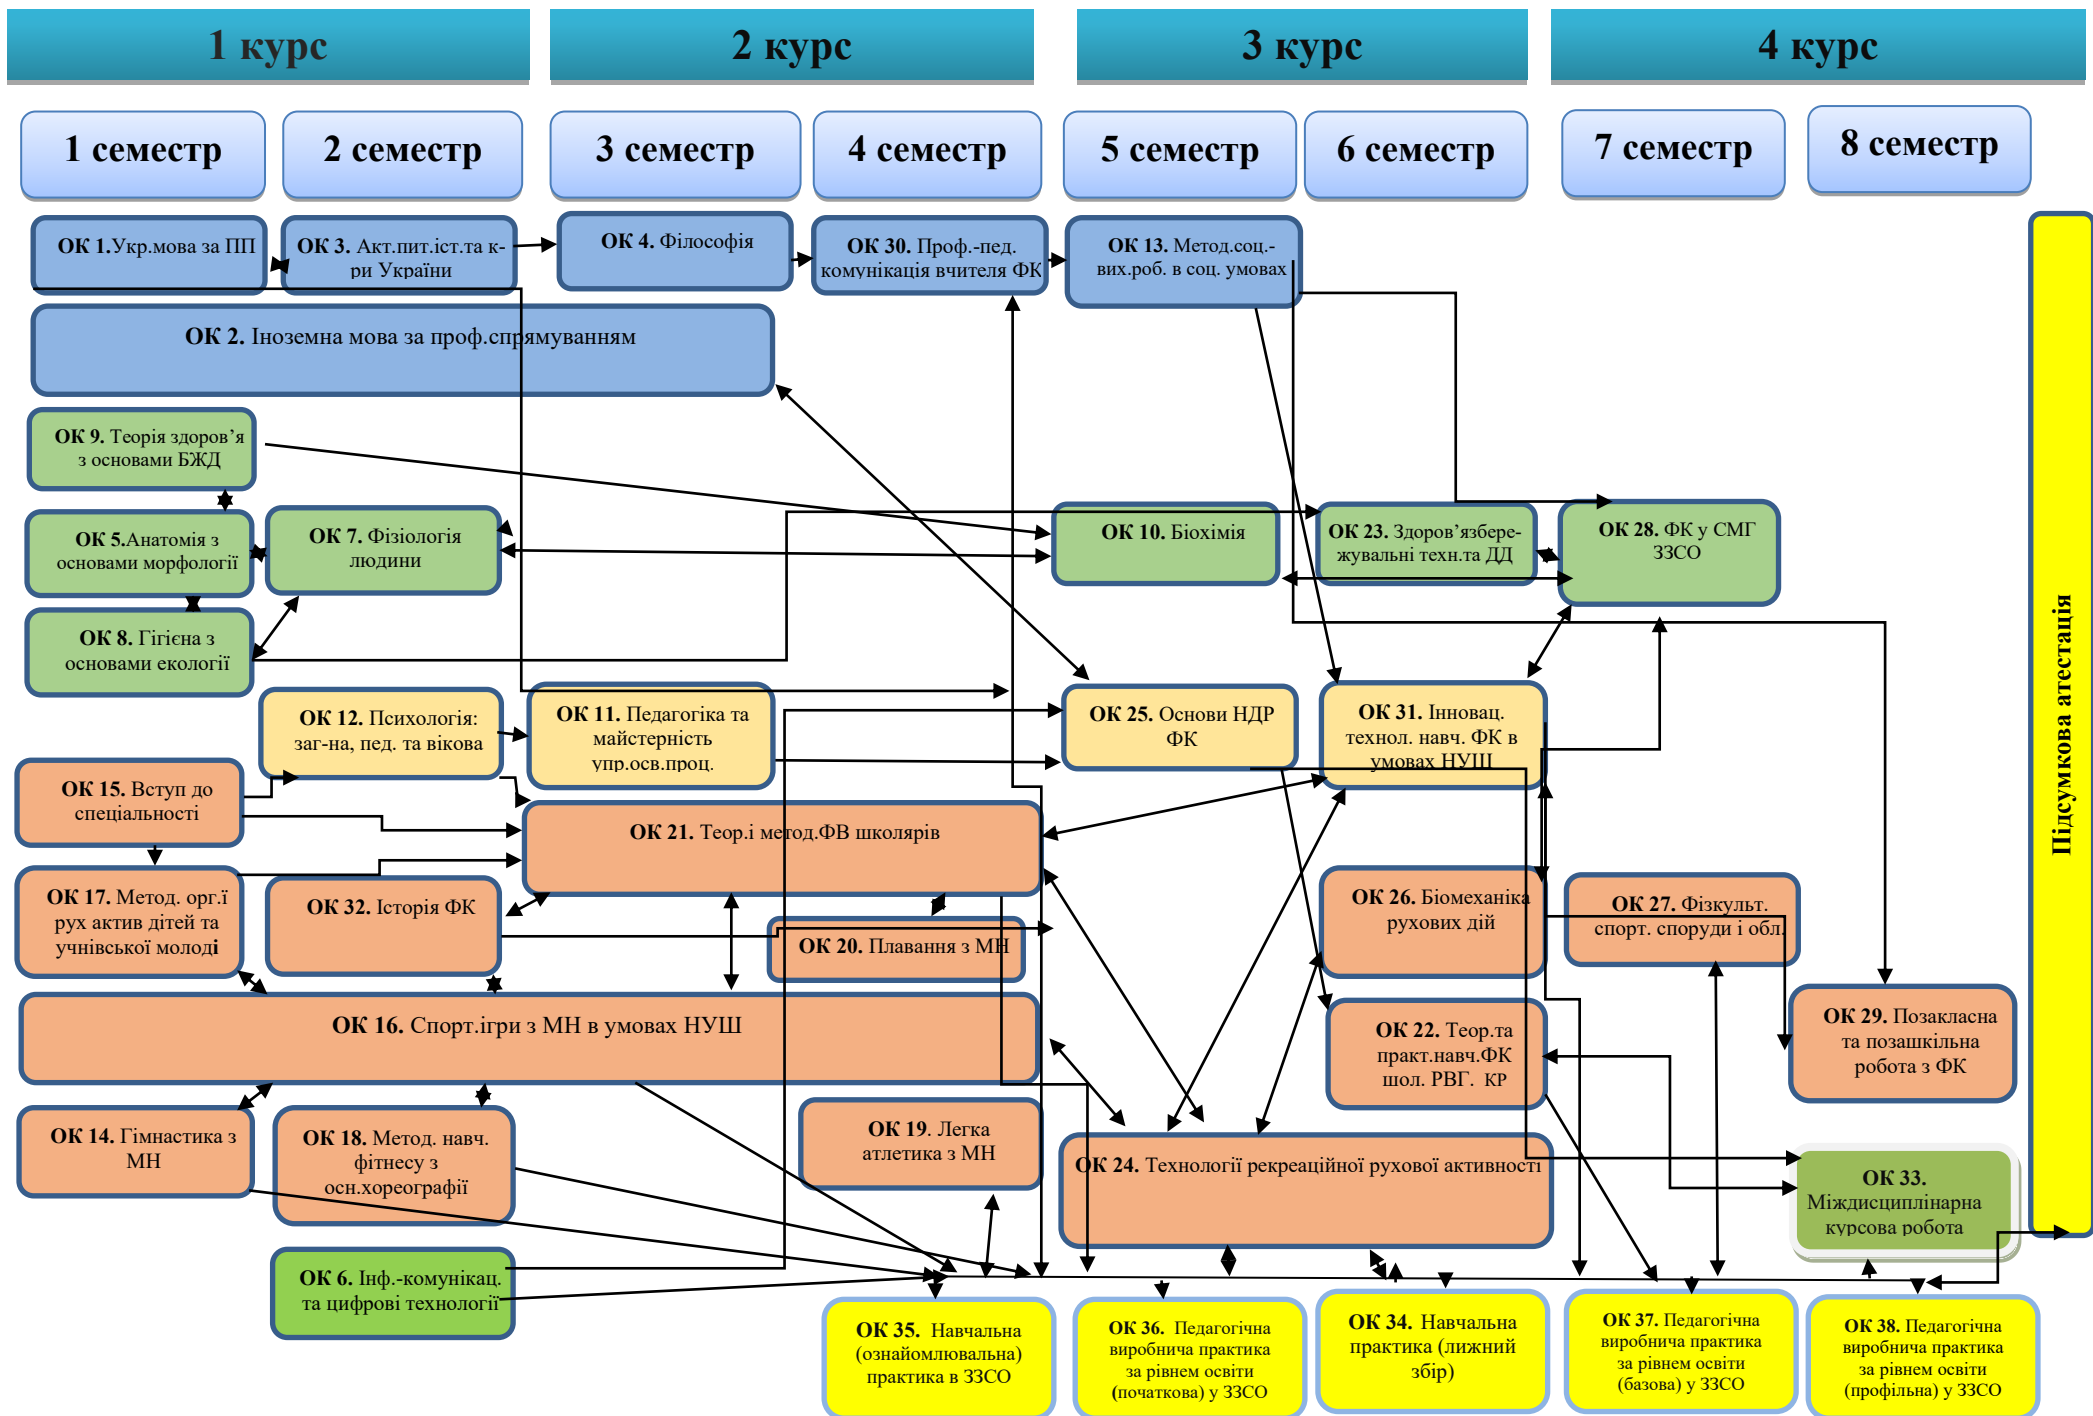 1 курс
2 курс
3 курс
4 курс
1 семестр
2 семестр
3 семестр
4 семестр
5 семестр
6 семестр
7 семестр
8 семестр
ОК 1.Укр.мова за ПП
ОК 3. Акт.пит.іст.та к-
ри України
ОК 4. Філософія
ОК 30. Проф.-пед.
комунікація вчителя ФК
ОК 13. Метод.соц.-
вих.роб. в соц. умовах
ОК 2. Іноземна мова за проф.спрямуванням
ОК 9. Теорія здоров’я
з основами БЖД
ОК 5.Анатомія з
основами морфології
ОК 7. Фізіологія
людини
ОК 10. Біохімія
ОК 23. Здоров’язбере-
жувальні техн.та ДД
ОК 28. ФК у СМГ
ЗЗСО
ОК 8. Гігієна з
основами екології
ОК 12. Психологія:
заг-на, пед. та вікова
ОК 11. Педагогіка та
майстерність
упр.осв.проц.
ОК 25. Основи НДР
ФК
ОК 31. Інновац.
технол. навч. ФК в
умовах НУШ
ОК 15. Вступ до
спеціальності
ОК 21. Теор.і метод.ФВ школярів
ОК 17. Метод. орг.ї
рух актив дітей та
учнівської молоді
ОК 32. Історія ФК
ОК 20. Плавання з МН
ОК 26. Біомеханіка
рухових дій
ОК 27. Фізкульт.
спорт. споруди і обл.
ОК 16. Спорт.ігри з МН в умовах НУШ
ОК 22. Теор.та
практ.навч.ФК
шол. РВГ. КР
ОК 29. Позакласна
та позашкільна
робота з ФК
ОК 14. Гімнастика з
МН
ОК 18. Метод. навч.
фітнесу з
осн.хореографії
ОК 19. Легка
атлетика з МН
ОК 24. Технології рекреаційної рухової активності
ОК 33.
Міждисциплінарна
курсова робота
ОК 6. Інф.-комунікац.
та цифрові технології
ОК 35. Навчальна
(ознайомлювальна)
практика в ЗЗСО
ОК 36. Педагогічна
виробнича практика
за рівнем освіти
(початкова) у ЗЗСО
ОК 34. Навчальна
практика (лижний
збір)
ОК 37. Педагогічна
виробнича практика
за рівнем освіти
(базова) у ЗЗСО
ОК 38. Педагогічна
виробнича практика
за рівнем освіти
(профільна) у ЗЗСО
Підсумкова атестація